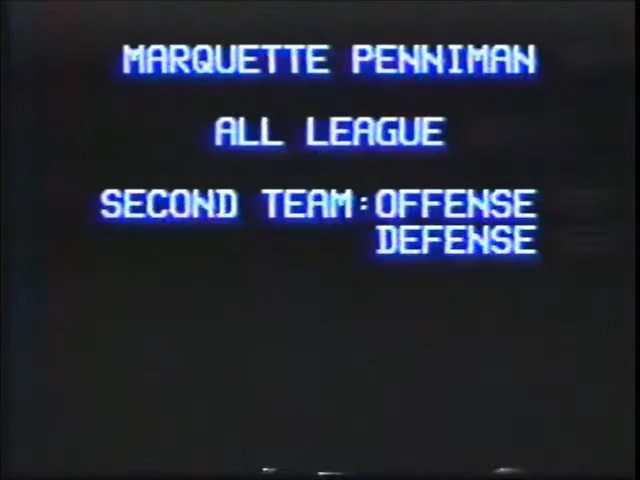 MARQUETTE PENNIMAN
ALL LEAGUE
SECOND TEAM:OFFENSE
DEFENSE